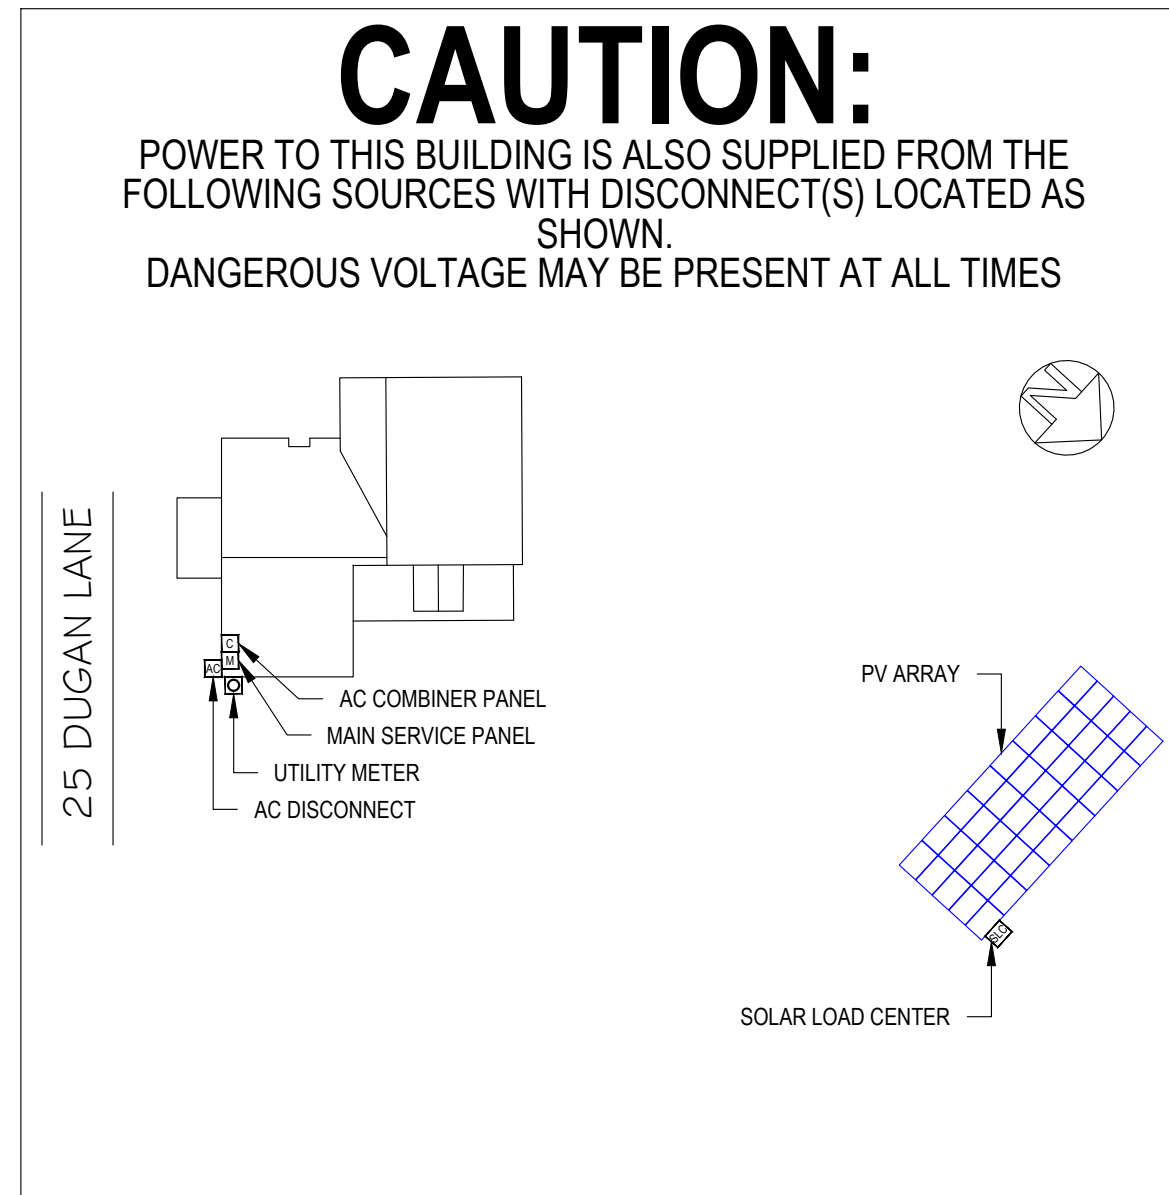 CAUTION:
POWER TO THIS BUILDING IS ALSO SUPPLIED FROM THE
FOLLOWING SOURCES WITH DISCONNECT(S) LOCATED AS
SHOWN.
DANGEROUS VOLTAGE MAY BE PRESENT AT ALL TIMES
N
25 DUGAN LANE
C
M
AC
AC COMBINER PANEL
MAIN SERVICE PANEL
UTILITY METER
AC DISCONNECT
PV ARRAY
SLC
SOLAR LOAD CENTER